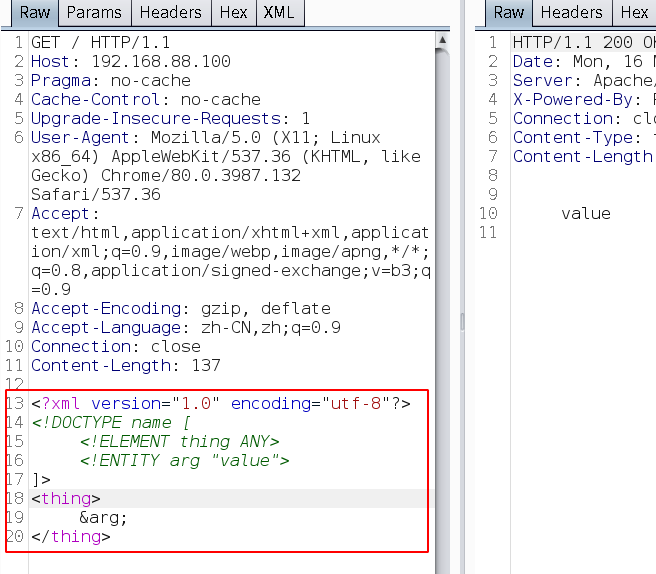 Raw Params Headers Hex XML
1 GET / HTTP/1.1
2 Host: 192.168.88.100
3 Pragma: no-cache
4 Cache-Control: no-cache
5 Upgrade-Insecure-Requests: 1
6 User-Agent: Mozilla/5.0 (X11; Linux
x86_64) AppleWebKit/537.36 (KHTML, like
Gecko) Chrome/80.0.3987.132
Safari/537.36
7 Accept:
text/html,application/xhtml+xml,applicat
ion/xml;q=0.9,image/webp,image/apng,*/*;
q=0.8,application/signed-exchange;v=b3;q
=0.9
8 Accept-Encoding: gzip, deflate
9 Accept-Language: zh-CN,zh;q=0.9
10 Connection: close
11 Content-Length: 137
12
13 <?xml version="1.0" encoding="utf-8"?>
14 <!DOCTYPE name [
15 <!ELEMENT thing ANY>
16 <!ENTITY arg "value">
17 ]>
18 <thing>
19 &arg;
20 </thing>
Raw Headers Hex
1 HTTP/1.1 200
2 Date: Mon, 16
3 Server: Apache/
4 X-Powered-By:
5 Connection: clo
6 Content-Type:
7 Content-Length
8
9
10 value
11